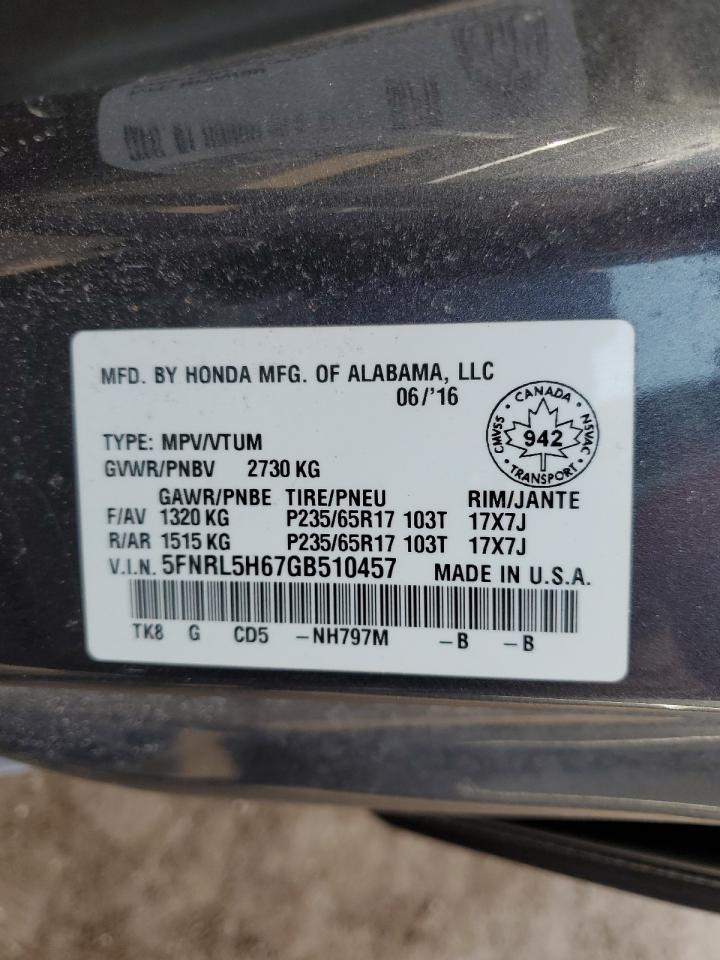 MFD. BY HONDA MFG. OF ALABAMA, LLC
06/'16
CANADA
CMVSS
942
NSVAC
TRANSPORT
TYPE: MPV/VTUM
GVWR/PNBV 2730 KG
GAWR/PNBE TIRE/PNEU RIM/JANTE
F/AV 1320 KG P235/65R17 103T 17X7J
R/AR 1515 KG P235/65R17 103T 17X7J
V.I.N. 5FNRL5H67GB510457 MADE IN U.S.A.
TK8 G CD5 -NH797M -B -B